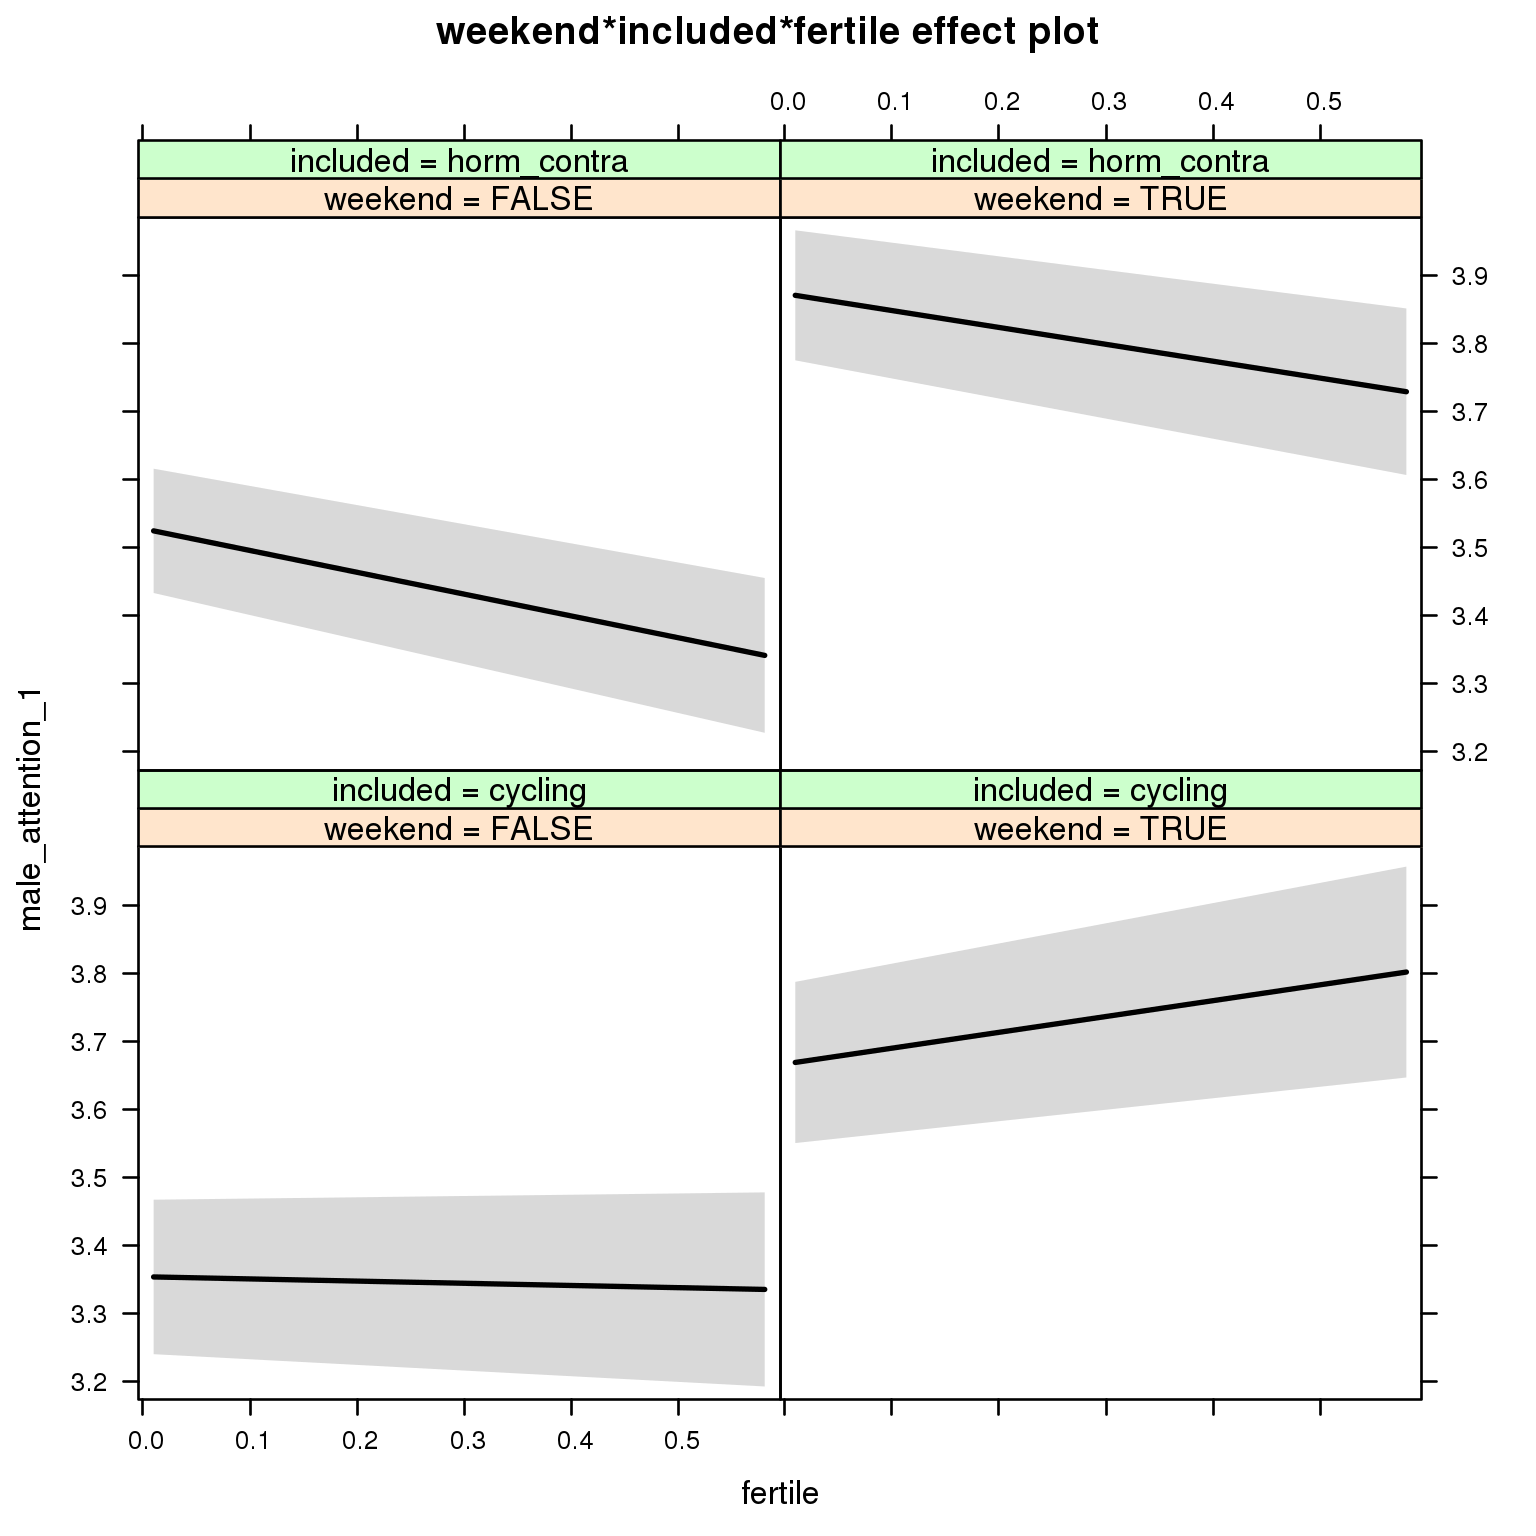 weekend*included*fertile effect plot
0.0 0.1 0.2 0.3 0.4 0.5
included = horm_contra included = horm_contra
weekend = FALSE weekend = TRUE
3.9
3.8
3.7
3.6
3.5
3.4
3.3
3.2
male_attention_1
included = cycling included = cycling
weekend = FALSE weekend = TRUE
3.9
3.8
3.7
3.6
3.5
3.4
3.3
3.2
0.0 0.1 0.2 0.3 0.4 0.5
fertile